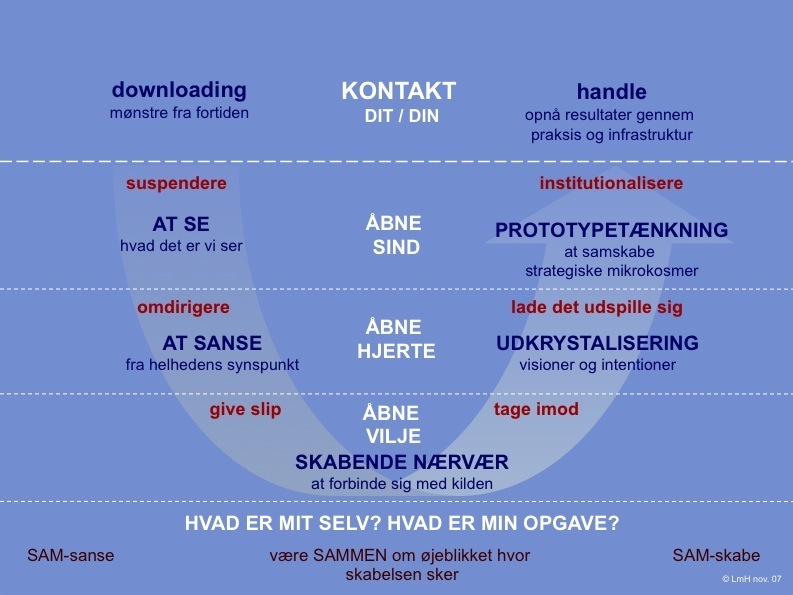 downloading
mønstre fra fortiden
KONTAKT
DIT / DIN
handle
opnå resultater gennem
praksis og infrastruktur
suspendere
institutionalisere
AT SE
hvad det er vi ser
ÅBNE
SIND
PROTOTYPETÆNKNING
at samskabe
strategiske mikrokosmer
omdirigere
lade det udspille sig
AT SANSE
fra helhedens synspunkt
ÅBNE
HJERTE
UDKRYSTALISERING
visioner og intentioner
give slip
ÅBNE
VILJE
tage imod
SKABENDE NÆRVÆR
at forbinde sig med kilden
HVAD ER MIT SELV? HVAD ER MIN OPGAVE?
SAM-sanse
være SAMMEN om øjeblikket hvor
skabelsen sker
SAM-skabe
© LmH nov. 07